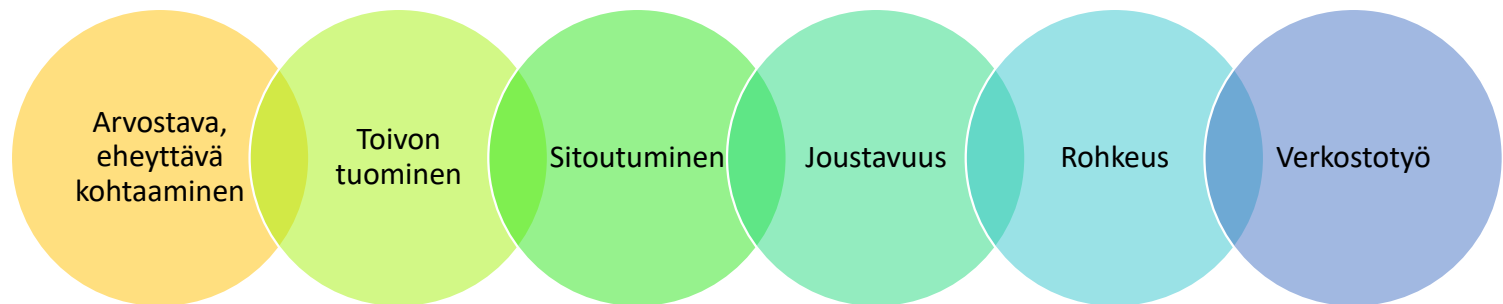 Arvostava,
eheyttävä
kohtaaminen
Toivon
tuominen
Sitoutuminen
Joustavuus
Rohkeus
Verkostotyö